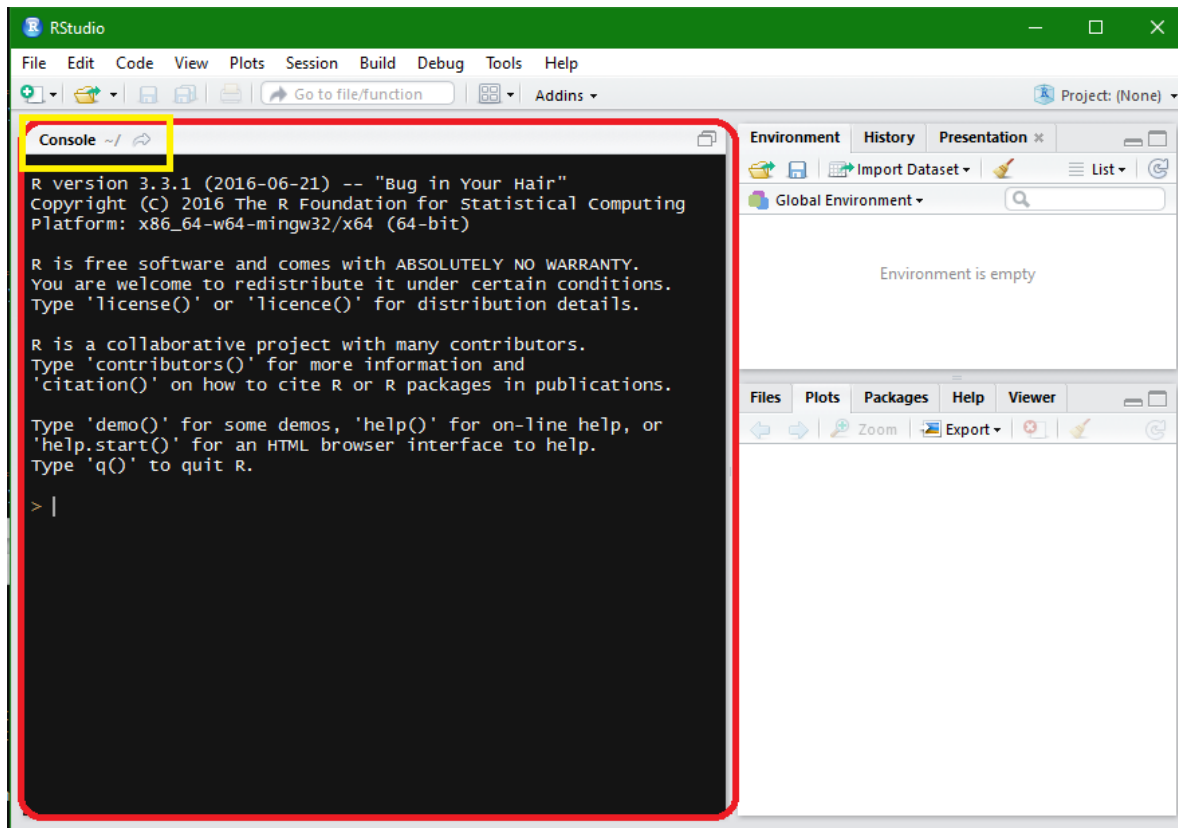 RStudio
File Edit Code View Plots Session Build Debug Tools Help
Go to file/function Addins Project: (None)
Console ~/
R version 3.3.1 (2016-06-21) -- "Bug in Your Hair"
Copyright (C) 2016 The R Foundation for Statistical Computing
Platform: x86_64-w64-mingw32/x64 (64-bit)
R is free software and comes with ABSOLUTELY NO WARRANTY.
You are welcome to redistribute it under certain conditions.
Type 'license()' or 'licence()' for distribution details.
R is a collaborative project with many contributors.
Type 'contributors()' for more information and
'citation()' on how to cite R or R packages in publications.
Type 'demo()' for some demos, 'help()' for on-line help, or
'help.start()' for an HTML browser interface to help.
Type 'q()' to quit R.
>
Environment History Presentation
Import Dataset List
Global Environment
Environment is empty
Files Plots Packages Help Viewer
Zoom Export